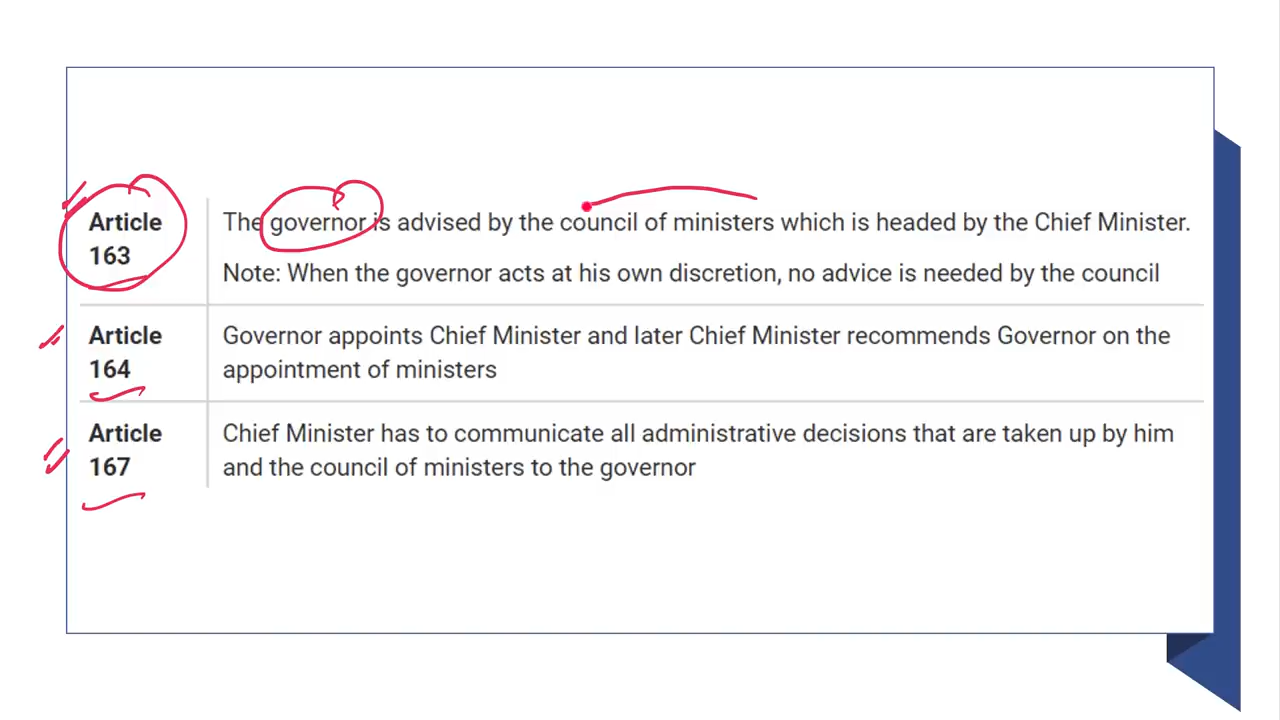 Article
163
The governor is advised by the council of ministers which is headed by the Chief Minister.
Note: When the governor acts at his own discretion, no advice is needed by the council
Article
164
Governor appoints Chief Minister and later Chief Minister recommends Governor on the
appointment of ministers
Article
167
Chief Minister has to communicate all administrative decisions that are taken up by him
and the council of ministers to the governor